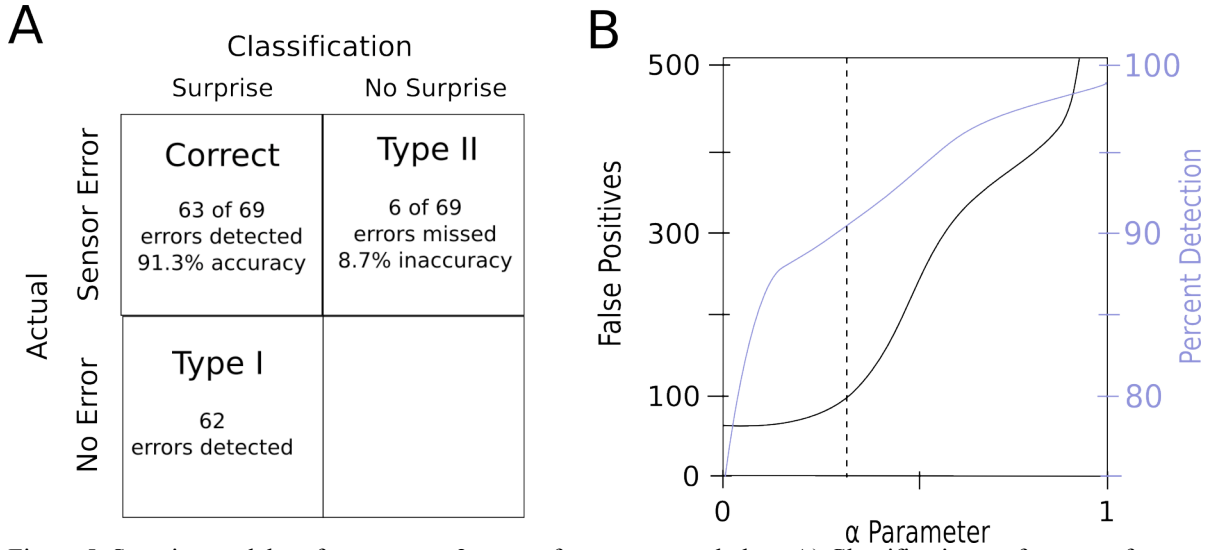 A
Classification
Surprise No Surprise
Actual
Sensor Error
No Error
Correct
63 of 69
errors detected
91.3% accuracy
Type II
6 of 69
errors missed
8.7% inaccuracy
Type I
62
errors detected
B
500
300
100
0
False Positives
100
90
80
Percent Detection
0 1
α Parameter